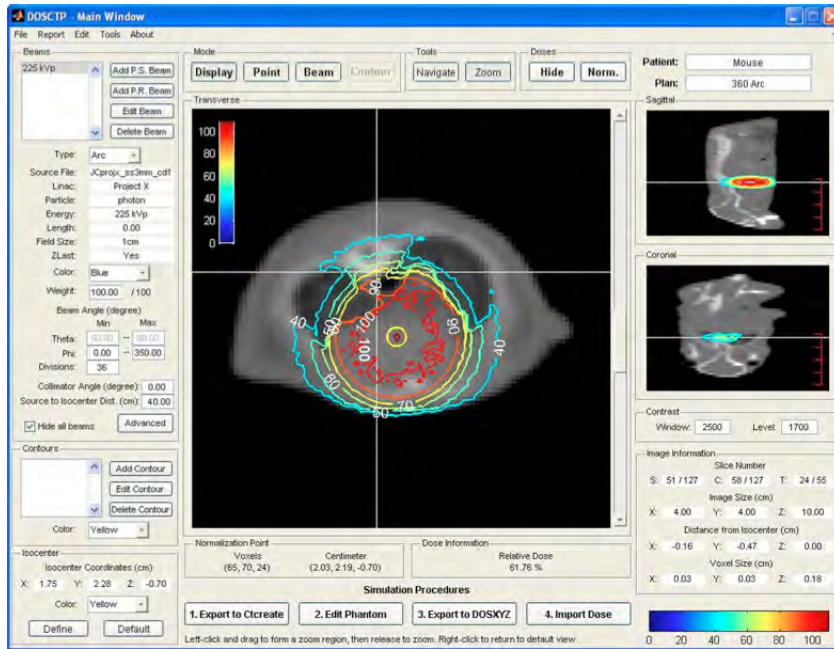 DOSCTP - Main Window
File Report Edit Tools About
Beams
225 kVp
Add P.S. Beam
Add P.R. Beam
Edit Beam
Delete Beam
Type: Arc
Source File: JCprojx_ss3mm_cd1
Linac: Project X
Particle: photon
Energy: 225 kVp
Length: 0.00
Field Size: 1cm
ZLast: Yes
Color: Blue
Weight: 100.00 / 100
Beam Angle (degree)
Min Max
Theta: 90.00 -- 90.00
Phi: 0.00 -- 350.00
Divisions: 36
Collimator Angle (degree): 0.00
Source to Isocenter Dist. (cm): 40.00
Hide all beams
Advanced
Contours
Add Contour
Edit Contour
Delete Contour
Color: Yellow
Isocenter
Isocenter Coordinates (cm)
X: 1.75 Y: 2.28 Z: -0.70
Color: Yellow
Define Default
Mode
Display Point Beam Contour
Tools
Navigate Zoom
Doses
Hide Norm.
Transverse
100
80
60
40
20
0
90
100
100
90
40
40
50
60
60
50
70
Normalization Point
Voxels Centimeter
(65, 70, 24) (2.03, 2.19, -0.70)
Dose Information
Relative Dose
61.76 %
Simulation Procedures
1. Export to Ctcreate 2. Edit Phantom 3. Export to DOSXYZ 4. Import Dose
Left-click and drag to form a zoom region, then release to zoom. Right-click to return to default view.
Patient: Mouse
Plan: 360 Arc
Sagittal
Coronal
Contrast
Window: 2500 Level: 1700
Image Information
Slice Number
S: 51 / 127 C: 58 / 127 T: 24 / 55
Image Size (cm)
X: 4.00 Y: 4.00 Z: 10.00
Distance from Isocenter (cm)
X: -0.16 Y: -0.47 Z: 0.00
Voxel Size (cm)
X: 0.03 Y: 0.03 Z: 0.18
0 20 40 60 80 100